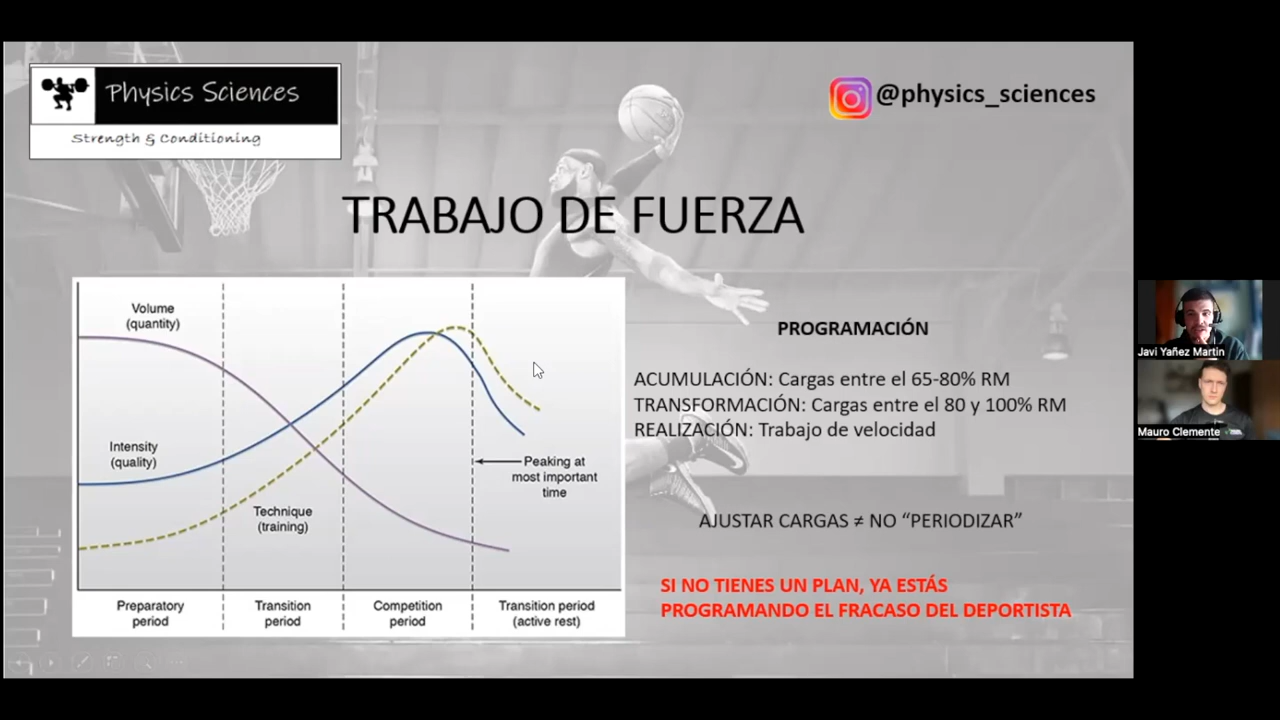 Physics Sciences
Strength & Conditioning
@physics_sciences
TRABAJO DE FUERZA
Volume
(quantity)
Intensity
(quality)
Technique
(training)
Peaking at
most important
time
Preparatory
period
Transition
period
Competition
period
Transition period
(active rest)
PROGRAMACIÓN
ACUMULACIÓN: Cargas entre el 65-80% RM
TRANSFORMACIÓN: Cargas entre el 80 y 100% RM
REALIZACIÓN: Trabajo de velocidad
AJUSTAR CARGAS ≠ NO “PERIODIZAR”
SI NO TIENES UN PLAN, YA ESTÁS
PROGRAMANDO EL FRACASO DEL DEPORTISTA
Javi Yañez Martin
Mauro Clemente